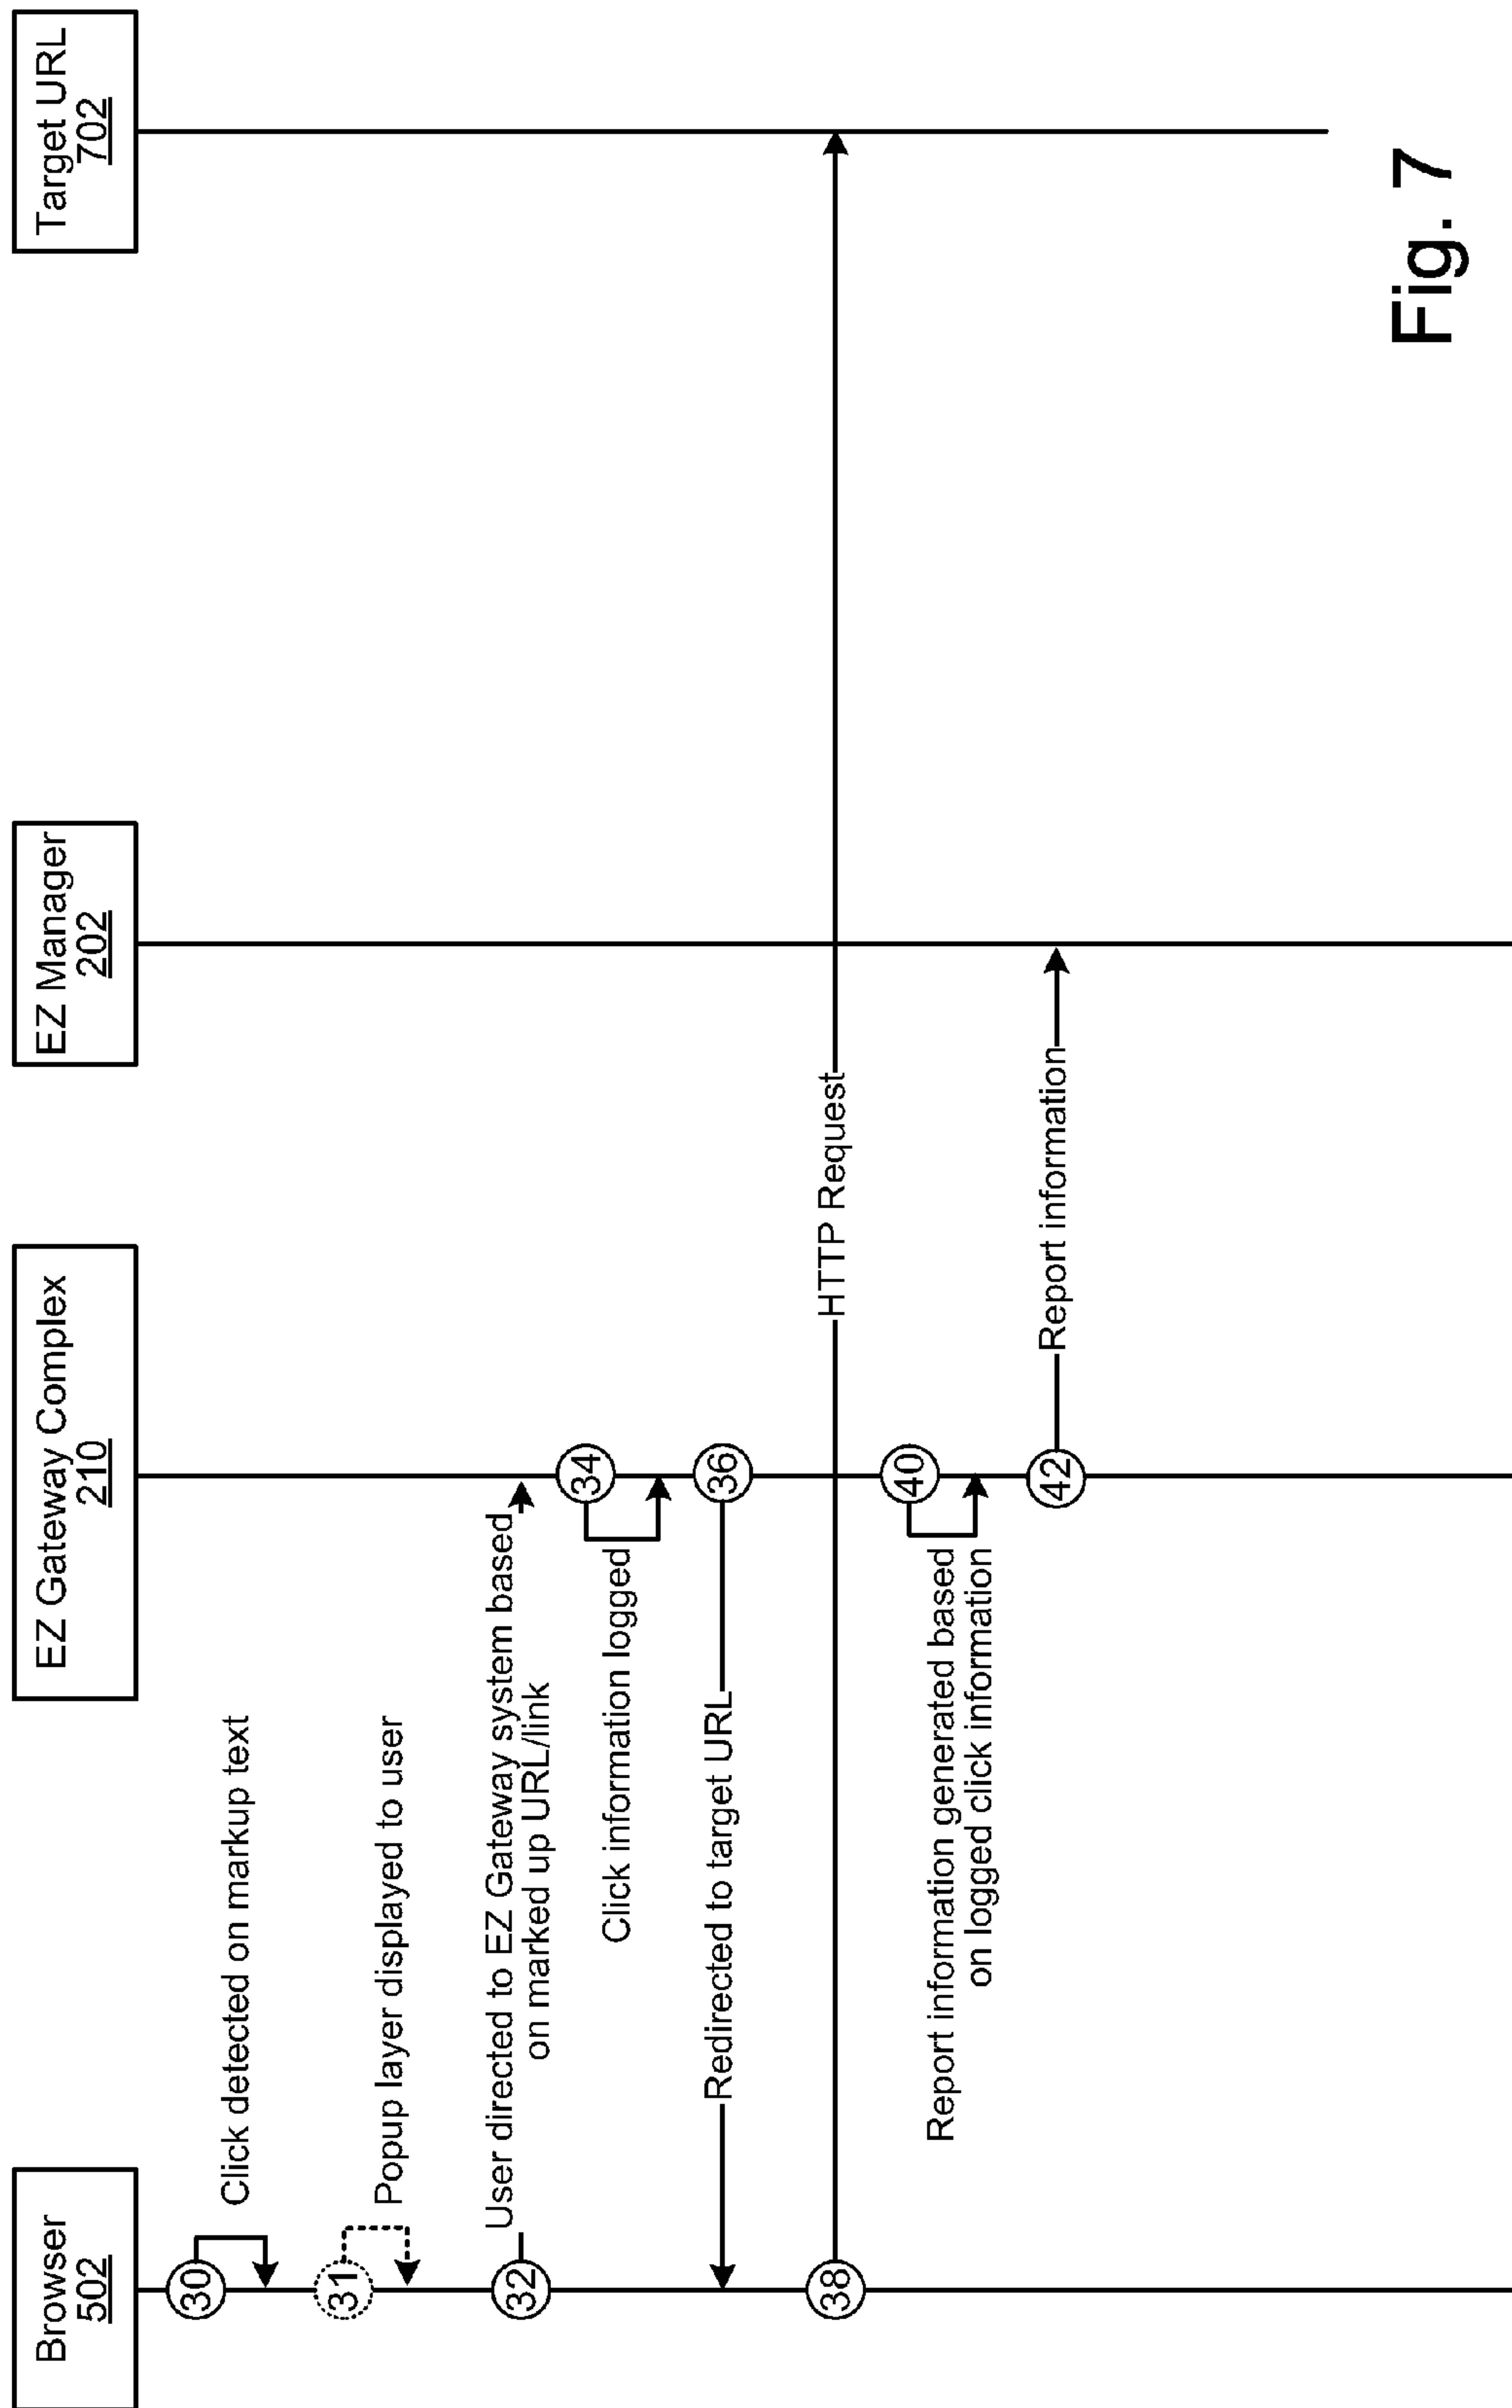 Browser
502
EZ Gateway Complex
210
EZ Manager
202
Target URL
702
30
Click detected on markup text
31
Popup layer displayed to user
32
User directed to EZ Gateway system based
on marked up URL/link
34
Click information logged
36
Redirected to target URL
38
HTTP Request
40
Report information generated based
on logged click information
42
Report information
Fig. 7